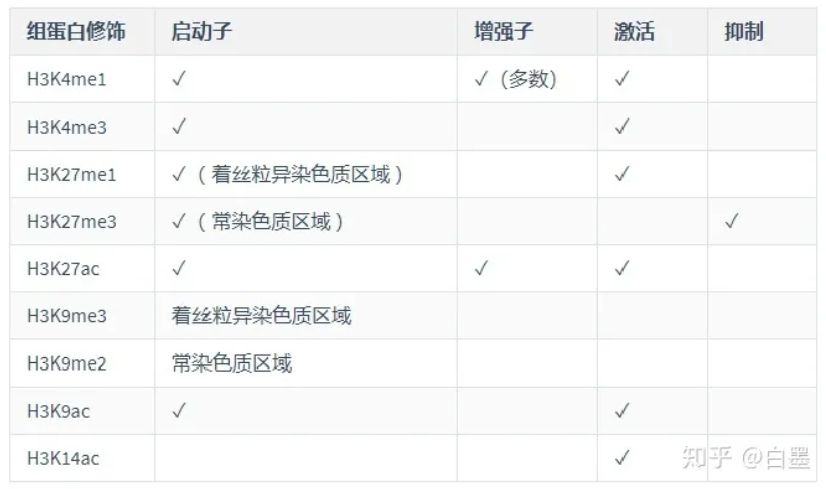 组蛋白修饰 启动子 增强子 激活 抑制
H3K4me1 ✓ ✓（多数） ✓
H3K4me3 ✓ ✓
H3K27me1 ✓（着丝粒异染色质区域） ✓
H3K27me3 ✓（常染色质区域） ✓
H3K27ac ✓ ✓ ✓
H3K9me3 着丝粒异染色质区域
H3K9me2 常染色质区域
H3K9ac ✓ ✓
H3K14ac ✓
知乎 @白墨